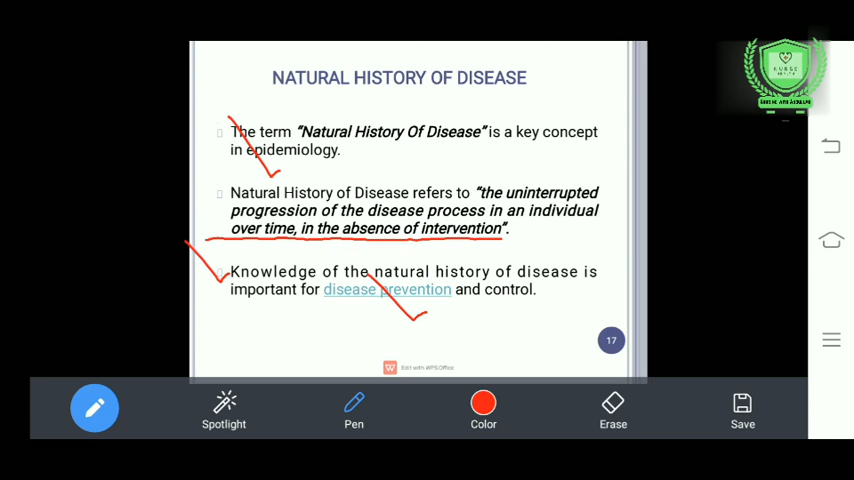 NURSE
HEALTH
NATURAL HISTORY OF DISEASE
The term “Natural History Of Disease” is a key concept
in epidemiology.
Natural History of Disease refers to “the uninterrupted
progression of the disease process in an individual
over time, in the absence of intervention”.
Knowledge of the natural history of disease is
important for disease prevention and control.
17
Edit with WPS Office
Spotlight
Pen
Color
Erase
Save